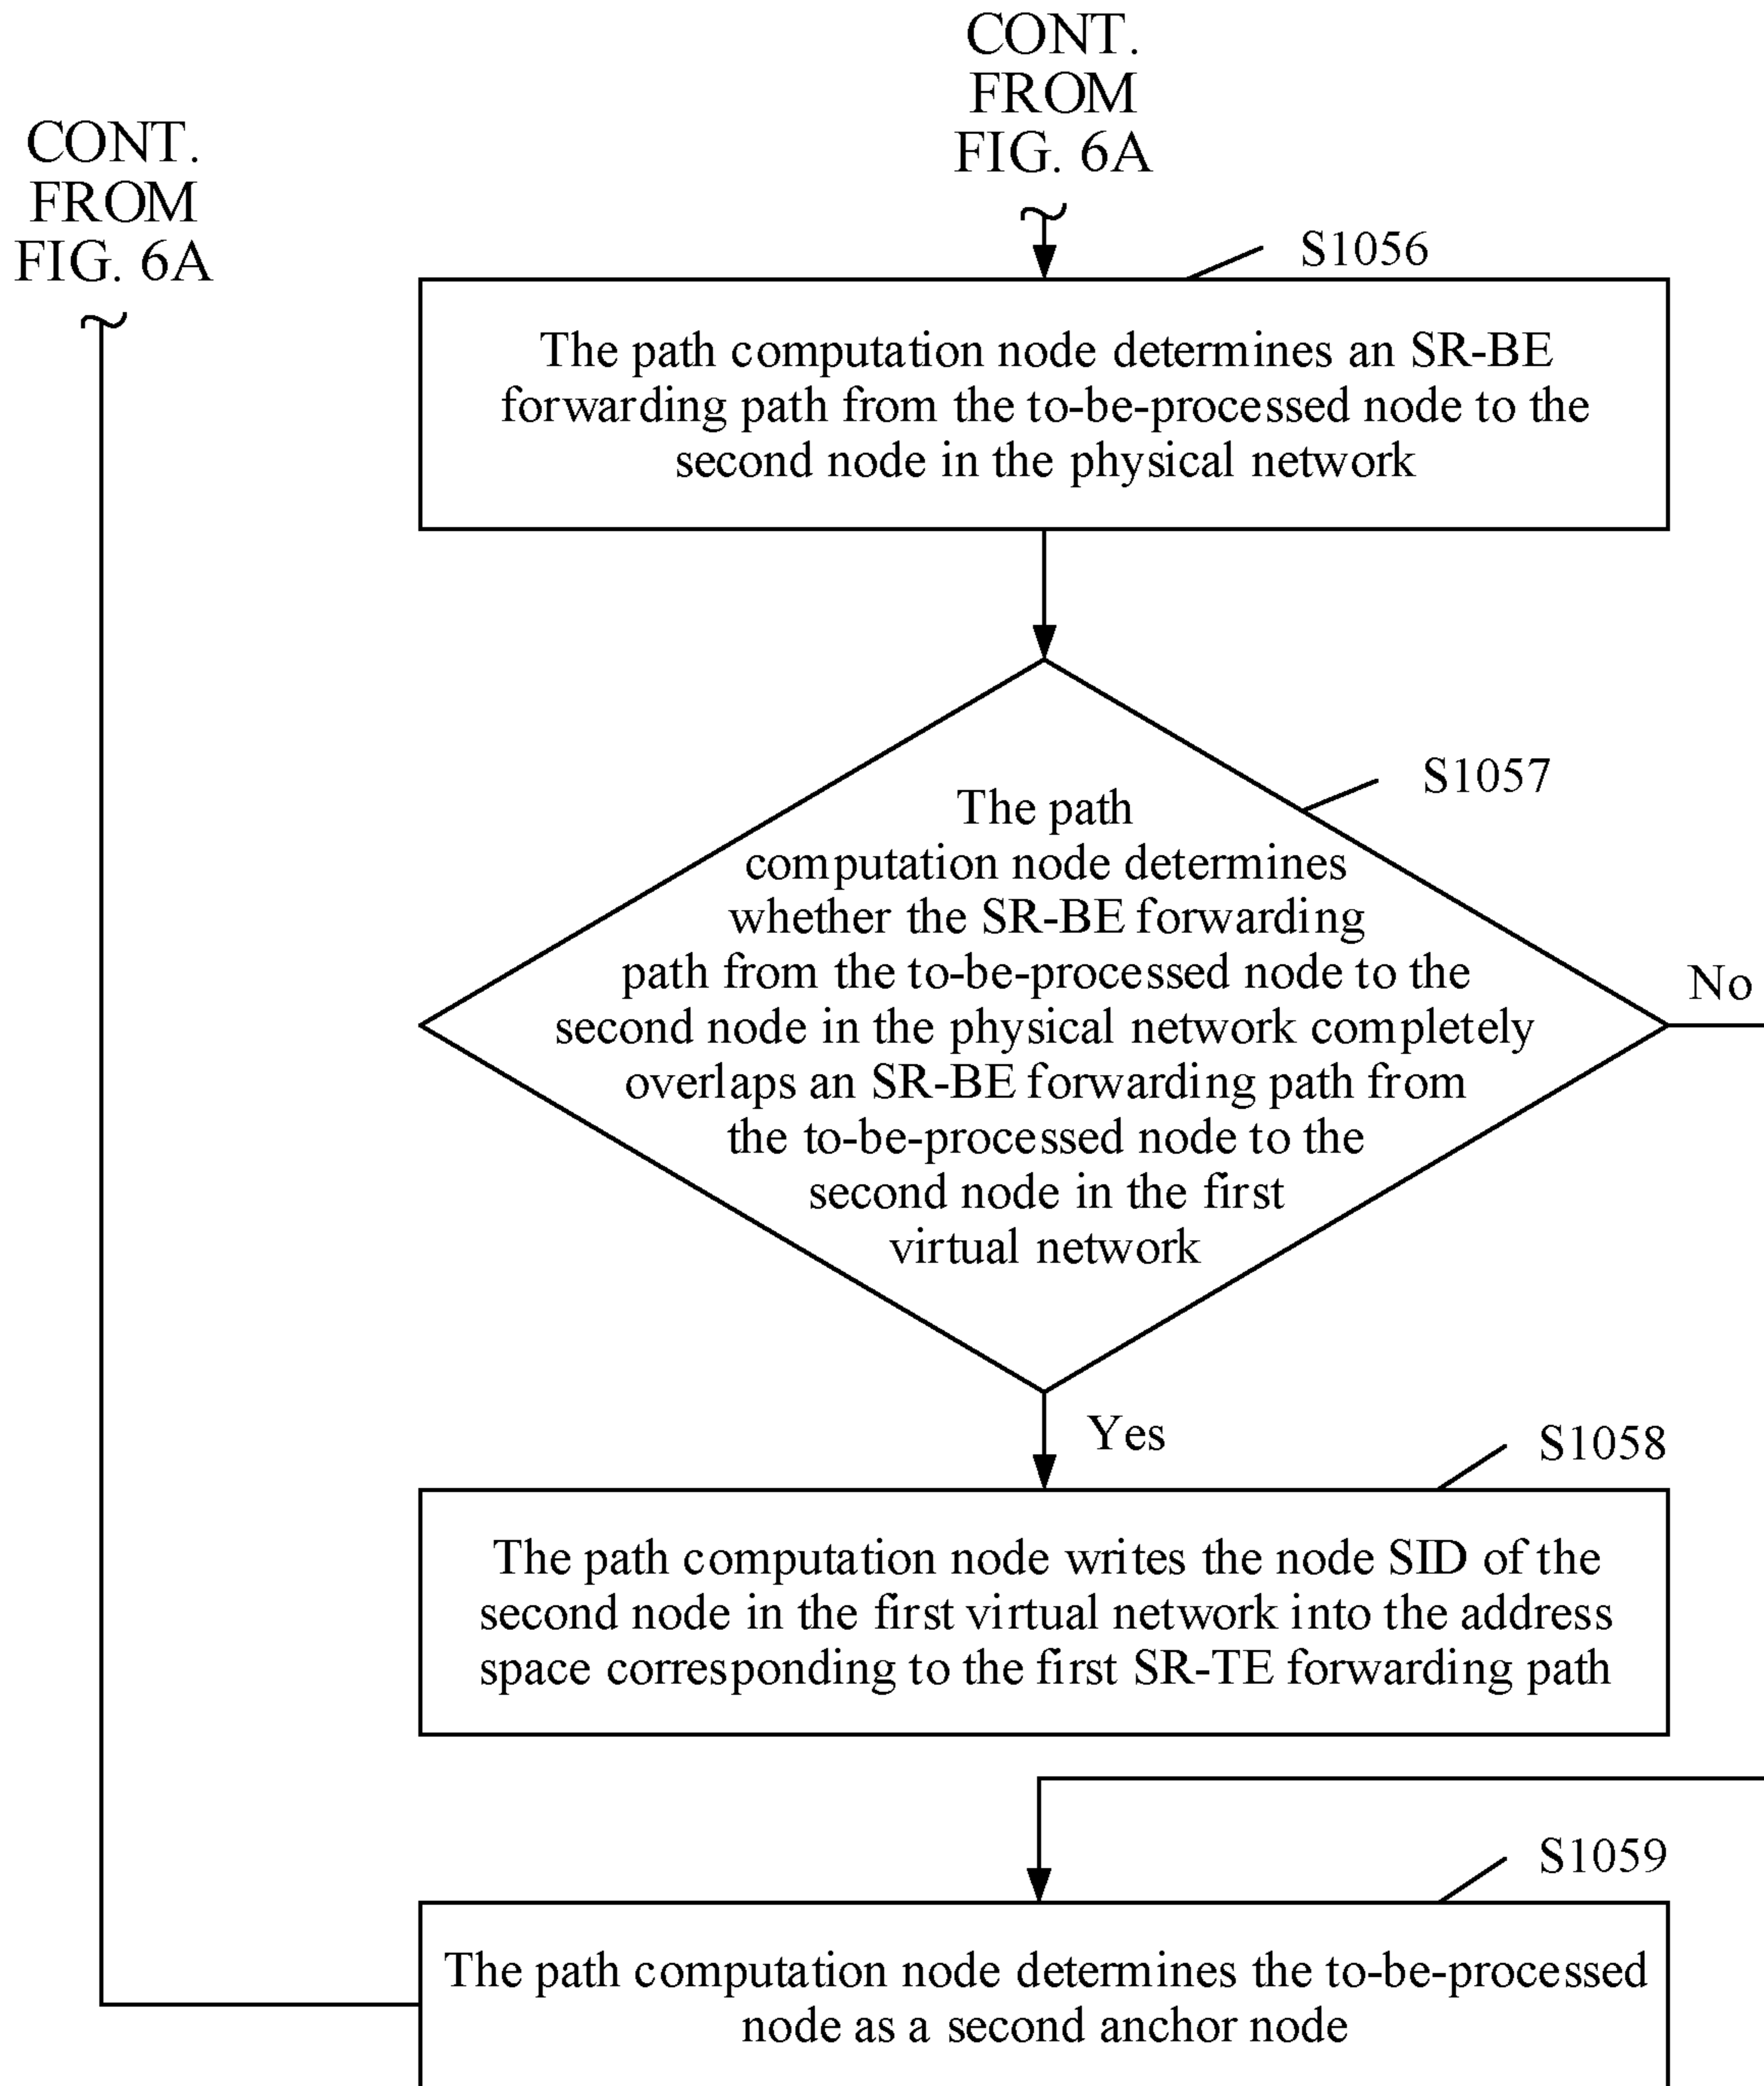 CONT.
FROM
FIG. 6A
CONT.
FROM
FIG. 6A
S1056
The path computation node determines an SR-BE
forwarding path from the to-be-processed node to the
second node in the physical network
S1057
The path
computation node determines
whether the SR-BE forwarding
path from the to-be-processed node to the
second node in the physical network completely
overlaps an SR-BE forwarding path from
the to-be-processed node to the
second node in the first
virtual network
No
Yes
S1058
The path computation node writes the node SID of the
second node in the first virtual network into the address
space corresponding to the first SR-TE forwarding path
S1059
The path computation node determines the to-be-processed
node as a second anchor node